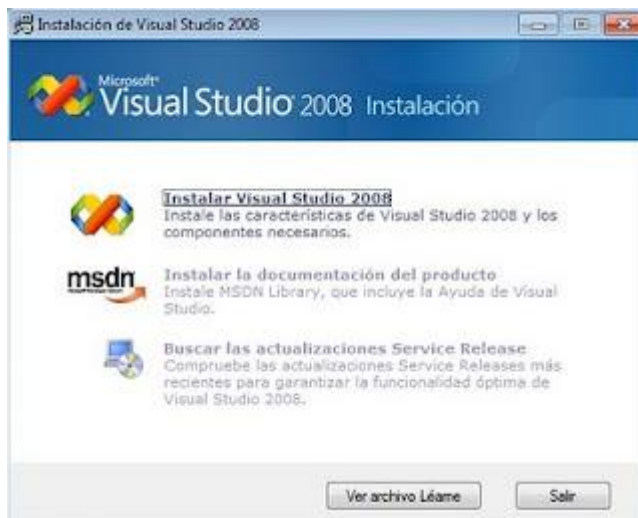 Instalación de Visual Studio 2008
Microsoft
Visual Studio 2008 Instalación
Instalar Visual Studio 2008
Instale las características de Visual Studio 2008 y los
componentes necesarios.
msdn
Instalar la documentación del producto
Instale MSDN Library, que incluye la Ayuda de Visual
Studio.
Buscar las actualizaciones Service Release
Compruebe las actualizaciones Service Releases más
recientes para garantizar la funcionalidad óptima de
Visual Studio 2008.
Ver archivo Léame
Salir